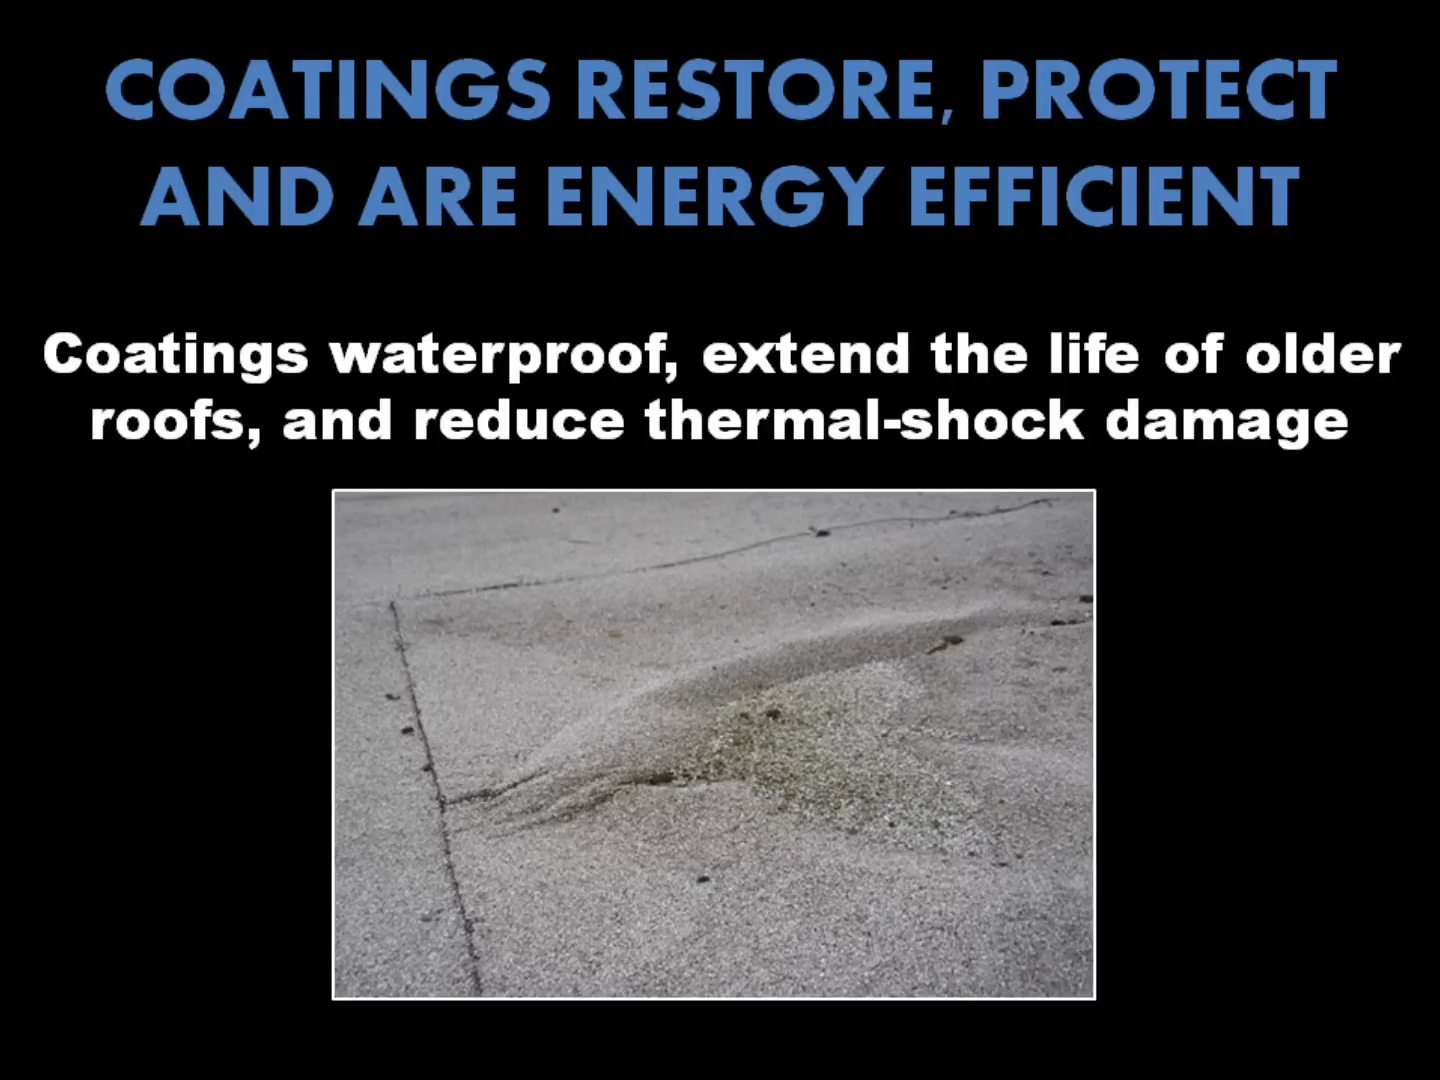 COATINGS RESTORE, PROTECT
AND ARE ENERGY EFFICIENT
Coatings waterproof, extend the life of older
roofs, and reduce thermal-shock damage